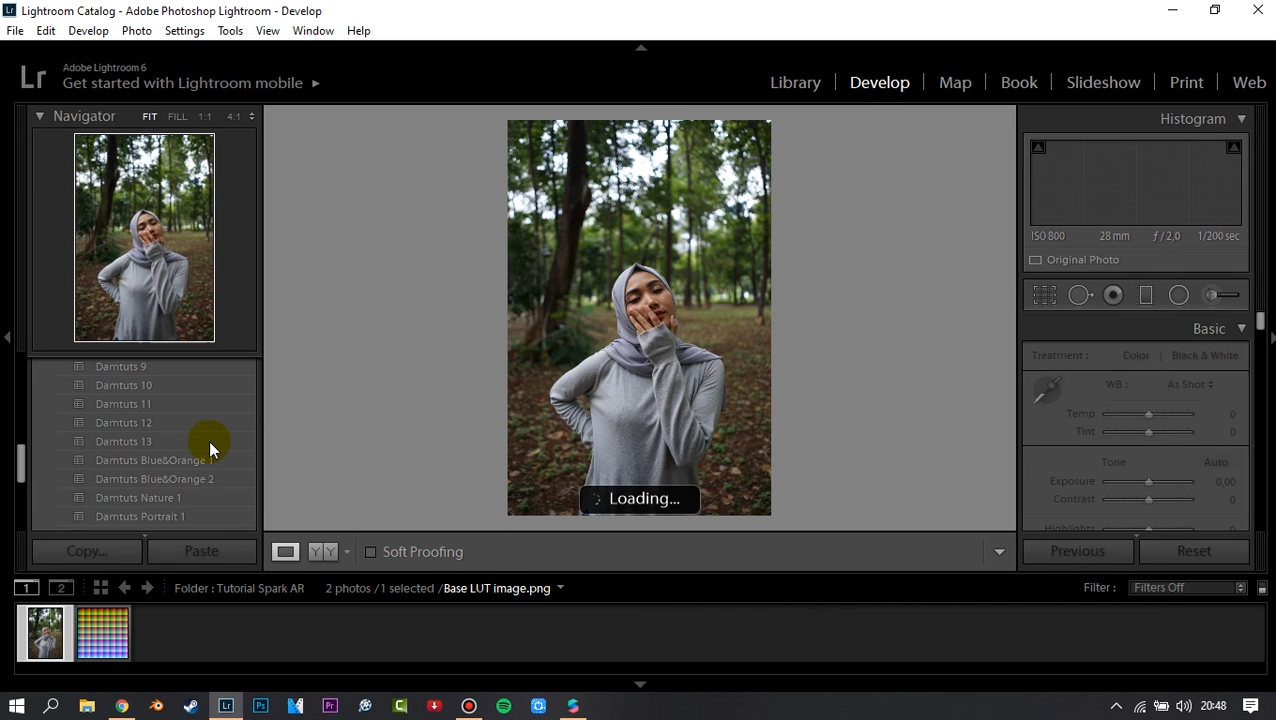 Lightroom Catalog - Adobe Photoshop Lightroom - Develop
File Edit Develop Photo Settings Tools View Window Help
Lr
Adobe Lightroom 6
Get started with Lightroom mobile
Library Develop Map Book Slideshow Print Web
Navigator FIT FILL 1:1 4:1
Histogram
ISO 800 28 mm ƒ / 2,0 1/200 sec
Original Photo
Basic
Treatment : Color Black & White
WB : As Shot
Temp 0
Tint 0
Tone Auto
Exposure 0,00
Contrast 0
Highlights
Damtuts 9
Damtuts 10
Damtuts 11
Damtuts 12
Damtuts 13
Damtuts Blue&Orange 1
Damtuts Blue&Orange 2
Damtuts Nature 1
Damtuts Portrait 1
Loading...
Copy... Paste
Y Y
Soft Proofing
Previous Reset
1 2
Folder : Tutorial Spark AR 2 photos / 1 selected / Base LUT image.png
Filter : Filters Off
Lr Ps Pr
20:48